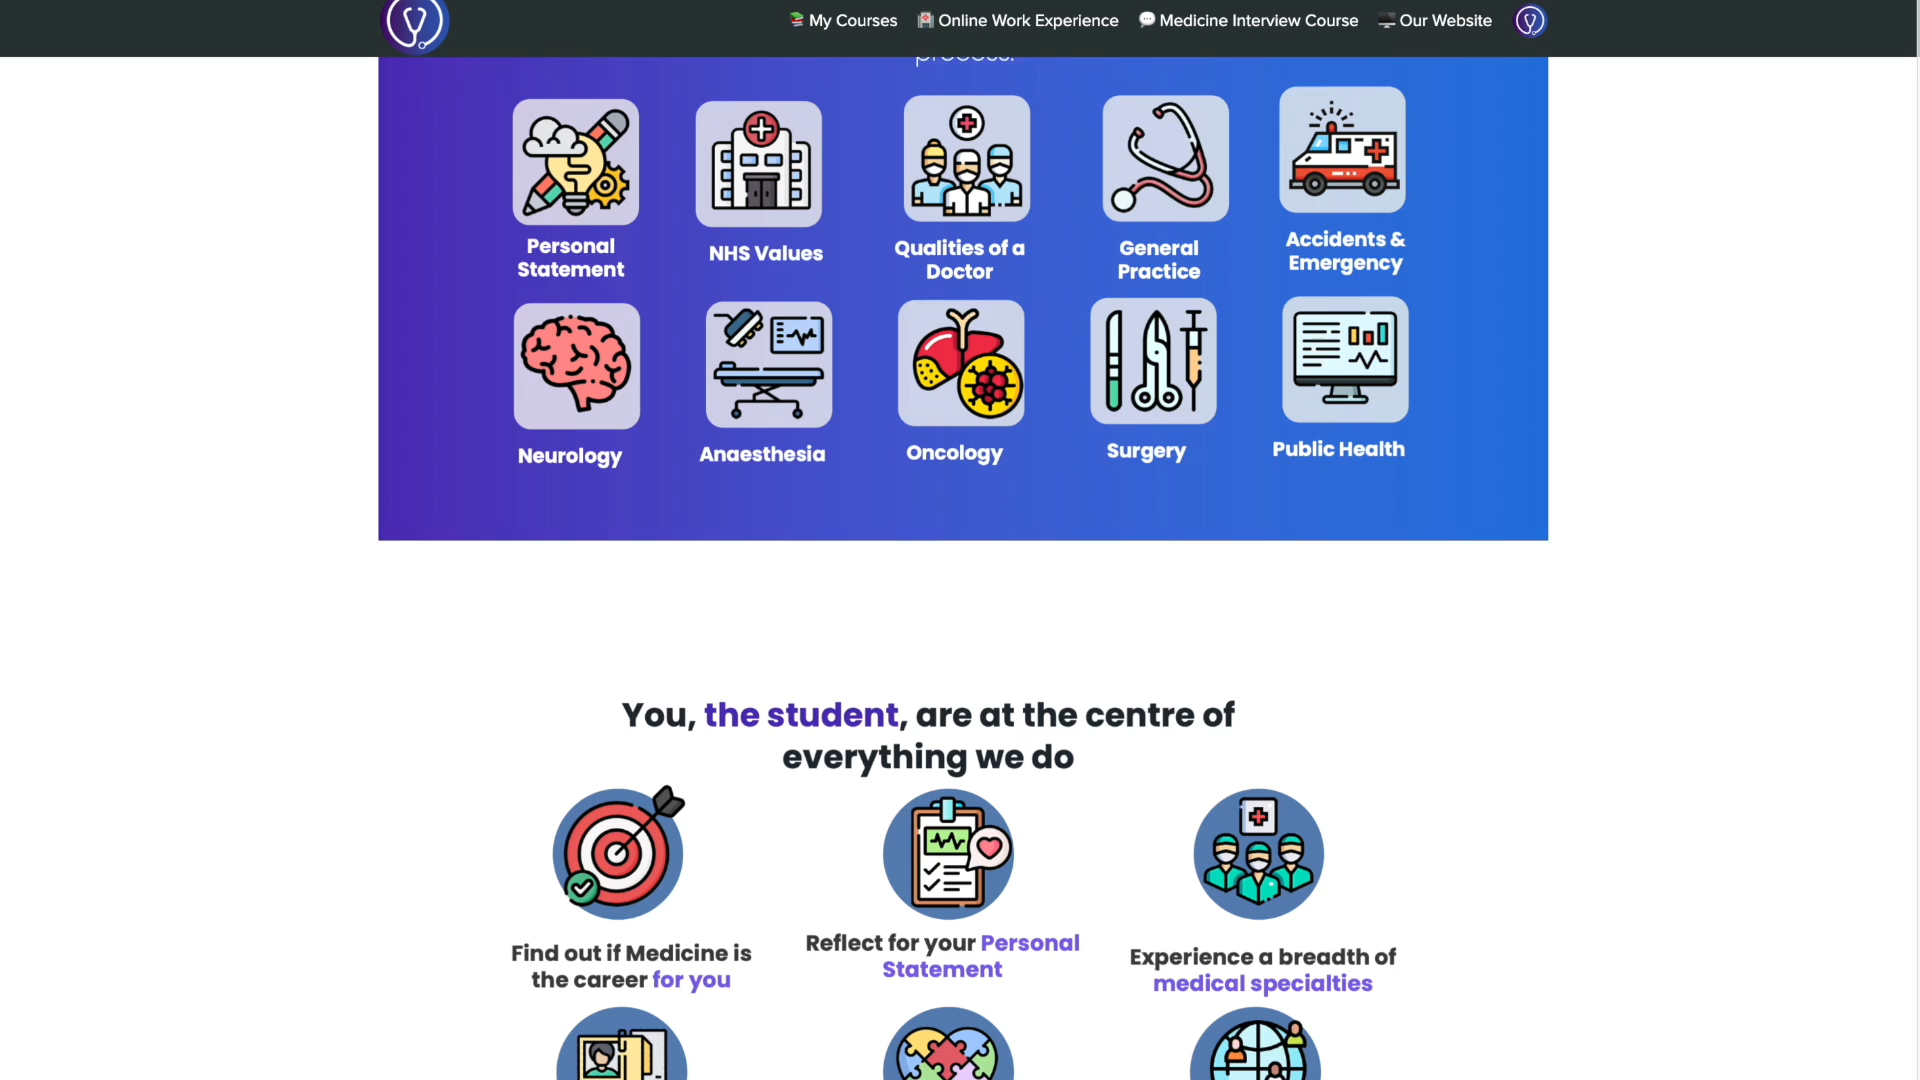 My Courses Online Work Experience Medicine Interview Course Our Website
process.
Personal
Statement
NHS Values
Qualities of a
Doctor
General
Practice
Accidents &
Emergency
Neurology
Anaesthesia
Oncology
Surgery
Public Health
You, the student, are at the centre of
everything we do
Find out if Medicine is
the career for you
Reflect for your Personal
Statement
Experience a breadth of
medical specialties